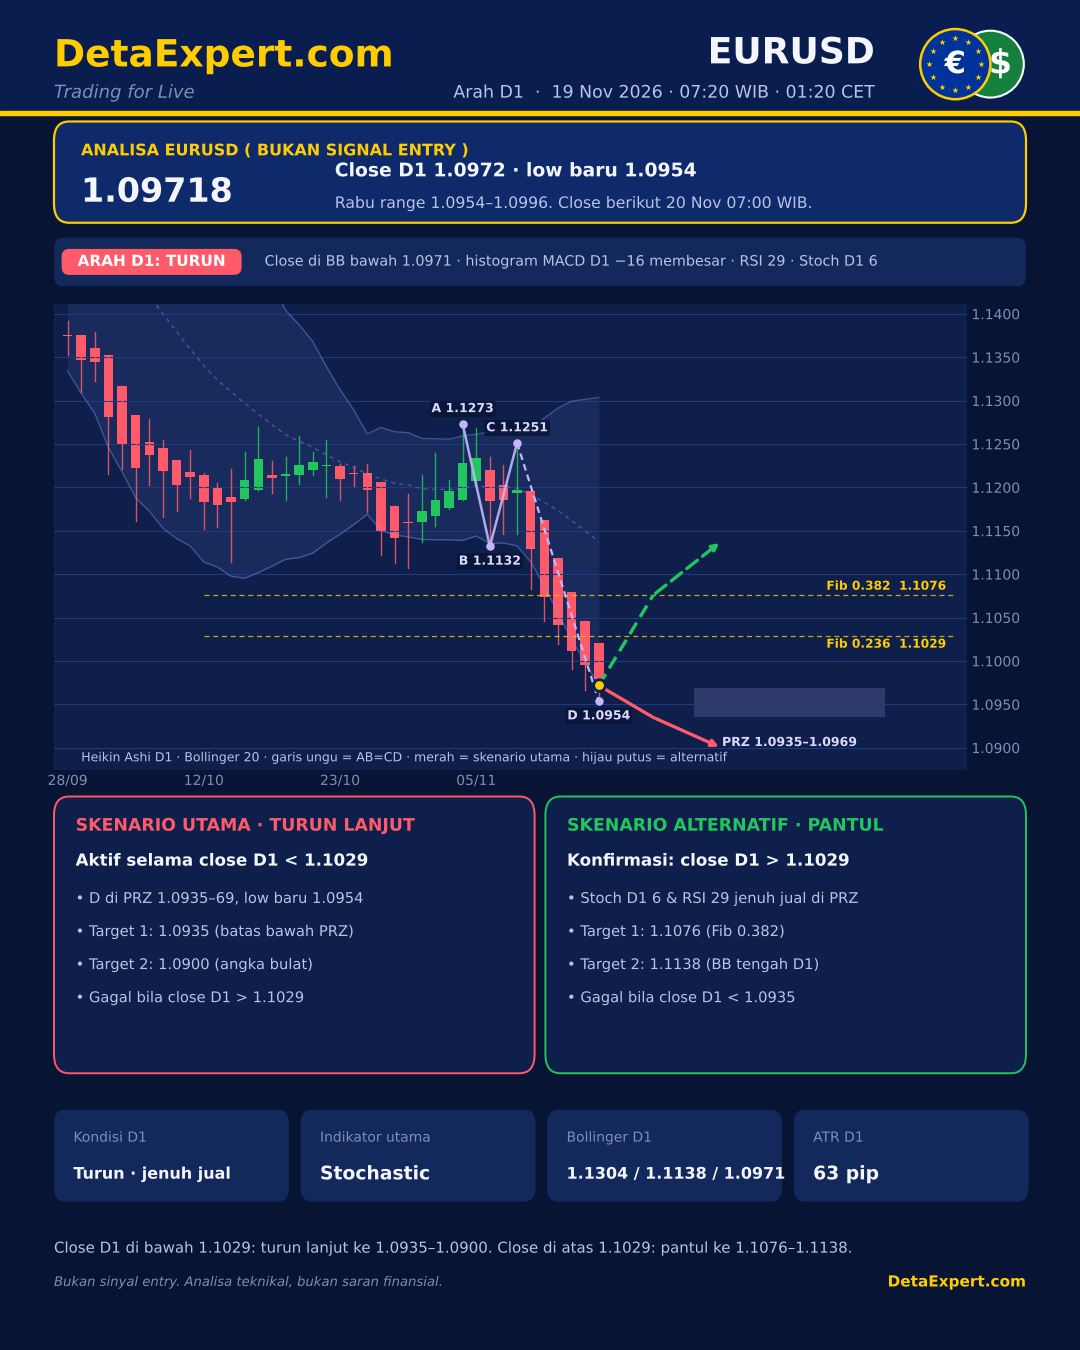 DetaExpert.com
Trading for Live
EURUSD
Arah D1 · 19 Nov 2026 · 07:20 WIB · 01:20 CET
€ $
ANALISA EURUSD ( BUKAN SIGNAL ENTRY )
1.09718
Close D1 1.0972 · low baru 1.0954
Rabu range 1.0954–1.0996. Close berikut 20 Nov 07:00 WIB.
ARAH D1: TURUN
Close di BB bawah 1.0971 · histogram MACD D1 −16 membesar · RSI 29 · Stoch D1 6
1.1400
1.1350
1.1300
1.1250
1.1200
1.1150
1.1100
1.1050
1.1000
1.0950
1.0900
A 1.1273
C 1.1251
B 1.1132
Fib 0.382 1.1076
Fib 0.236 1.1029
D 1.0954
PRZ 1.0935–1.0969
Heikin Ashi D1 · Bollinger 20 · garis ungu = AB=CD · merah = skenario utama · hijau putus = alternatif
28/09 12/10 23/10 05/11
SKENARIO UTAMA · TURUN LANJUT
Aktif selama close D1 < 1.1029
• D di PRZ 1.0935–69, low baru 1.0954
• Target 1: 1.0935 (batas bawah PRZ)
• Target 2: 1.0900 (angka bulat)
• Gagal bila close D1 > 1.1029
SKENARIO ALTERNATIF · PANTUL
Konfirmasi: close D1 > 1.1029
• Stoch D1 6 & RSI 29 jenuh jual di PRZ
• Target 1: 1.1076 (Fib 0.382)
• Target 2: 1.1138 (BB tengah D1)
• Gagal bila close D1 < 1.0935
Kondisi D1
Turun · jenuh jual
Indikator utama
Stochastic
Bollinger D1
1.1304 / 1.1138 / 1.0971
ATR D1
63 pip
Close D1 di bawah 1.1029: turun lanjut ke 1.0935–1.0900. Close di atas 1.1029: pantul ke 1.1076–1.1138.
Bukan sinyal entry. Analisa teknikal, bukan saran finansial.
DetaExpert.com